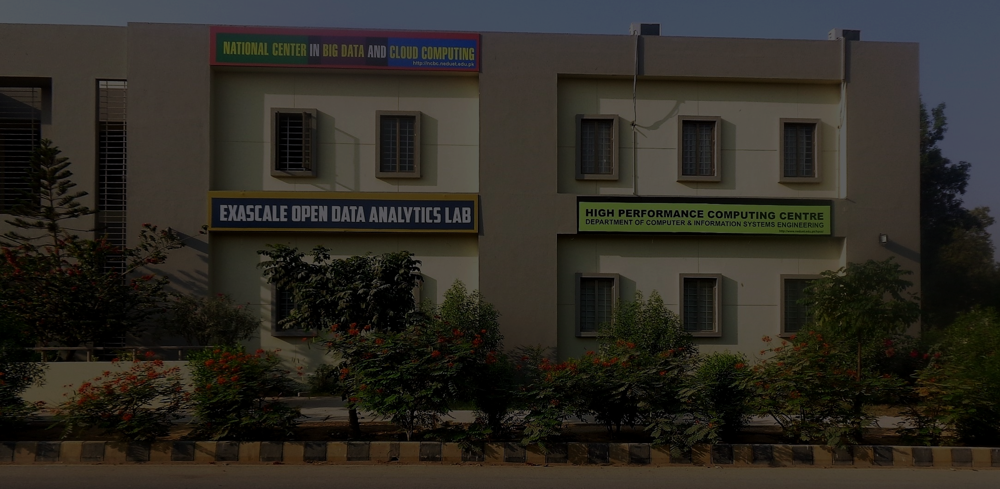 NATIONAL CENTER IN BIG DATA AND CLOUD COMPUTING
http://ncbc.neduet.edu.pk
EXASCALE OPEN DATA ANALYTICS LAB
HIGH PERFORMANCE COMPUTING CENTRE
DEPARTMENT OF COMPUTER & INFORMATION SYSTEMS ENGINEERING
http://www.neduet.edu.pk/hpcc/